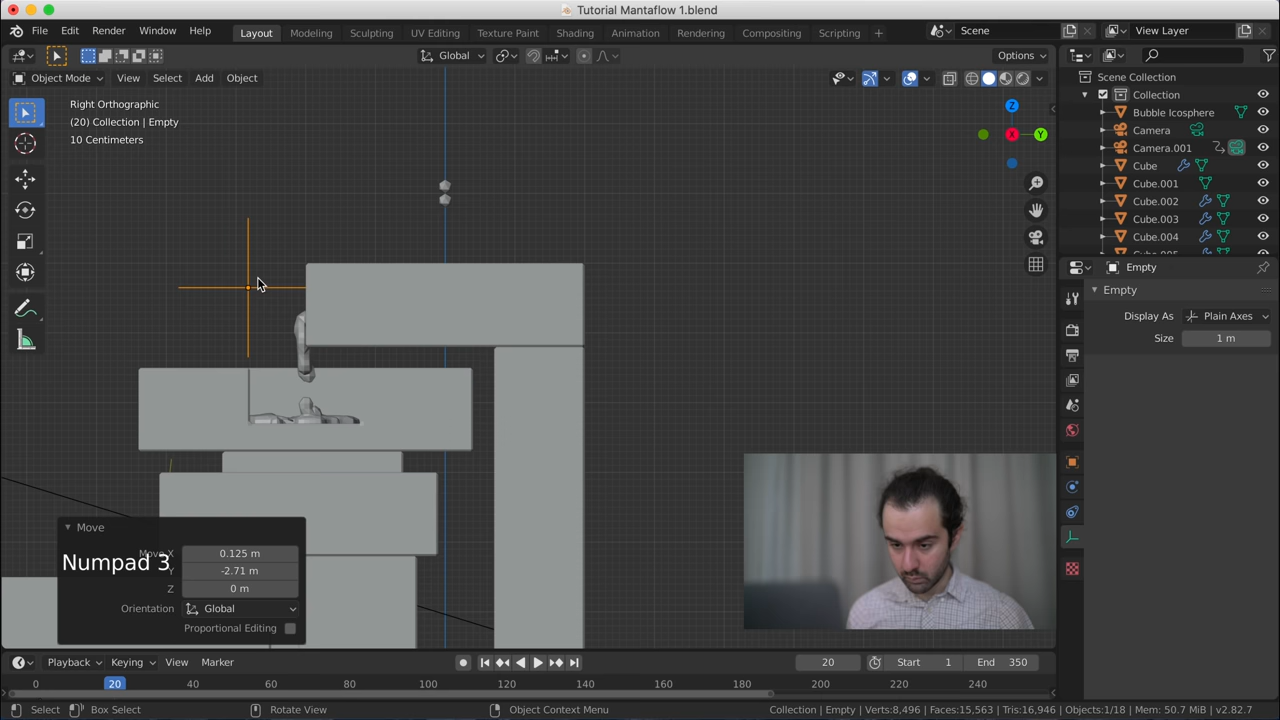 Tutorial Mantaflow 1.blend
File Edit Render Window Help
Layout Modeling Sculpting UV Editing Texture Paint Shading Animation Rendering Compositing Scripting +
Scene
View Layer
Global
Options
Object Mode View Select Add Object
Right Orthographic
(20) Collection | Empty
10 Centimeters
Z
X
Y
Scene Collection
Collection
Bubble Icosphere
Camera
Camera.001
Cube
Cube.001
Cube.002
Cube.003
Cube.004
Empty
Empty
Display As Plain Axes
Size 1 m
Move
Move X 0.125 m
Numpad 3
Y -2.71 m
Z 0 m
Orientation Global
Proportional Editing
Playback Keying View Marker
20 Start 1 End 350
0 20 40 60 80 100 120 140 160 180 200 220 240
Select Box Select Rotate View Object Context Menu
Collection | Empty | Verts:8,496 | Faces:15,563 | Tris:16,946 | Objects:1/18 | Mem: 50.7 MiB | v2.82.7